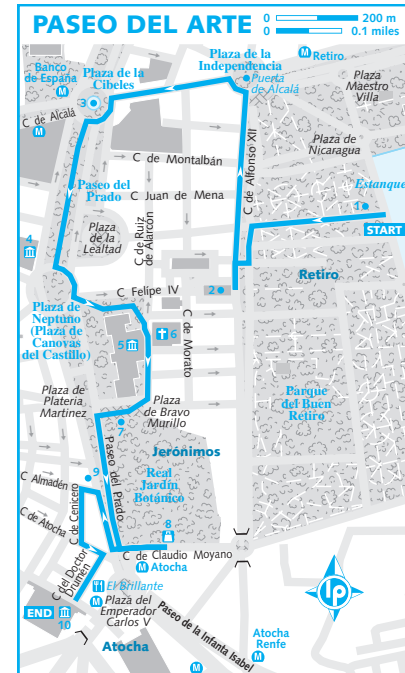 PASEO DEL ARTE
0 200 m
0 0.1 miles
Banco
de España
M
Plaza de la
Cibeles
3
C de Alcalá
M
Plaza de la
Independencia
Puerta
de Alcalá
M Retiro
Plaza
Maestro
Villa
Plaza de
Nicaragua
C de Montalbán
C de Alfonso XII
Paseo del
Prado
C Juan de Mena
C de Ruiz
de Alarcón
Plaza
de la
Lealtad
Estanque
1
START
4
Retiro
C Felipe IV
2
Plaza de
Neptuno (Plaza de
Canovas
del Castillo)
5
6
C de Morato
Plaza de
Plateria
Martinez
Plaza
de Bravo
Murillo
7
Parque
del Buen
Retiro
Jerónimos
Paseo del Prado
Real
Jardín
Botánico
9
C Almadén
C de Cenicero
C de Atocha
8
C de Claudio Moyano
M Atocha
C del Doctor
Drumén
El Brillante
END
10
M
Plaza del
Emperador
Carlos V
Paseo de la Infanta Isabel
Atocha
Atocha
Renfe
M
M
lp